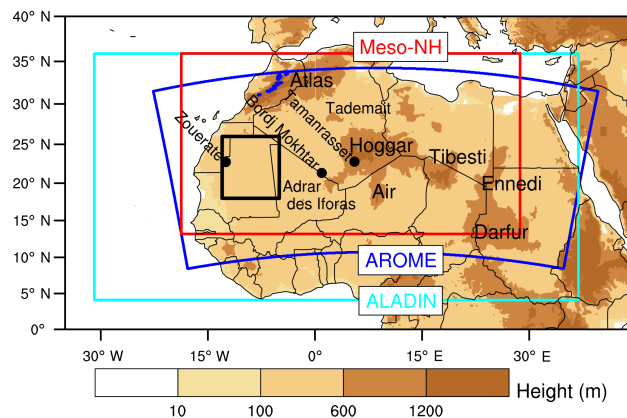 40° N
35° N
30° N
25° N
20° N
15° N
10° N
5° N
0°
Meso-NH
Atlas
Tademait
Bordj Mokhtar
Tamanrasset
Zouerate
Hoggar
Tibesti
Adrar
des Iforas
Air
Ennedi
Darfur
AROME
ALADIN
30° W
15° W
0°
15° E
30° E
10
100
600
1200
Height (m)